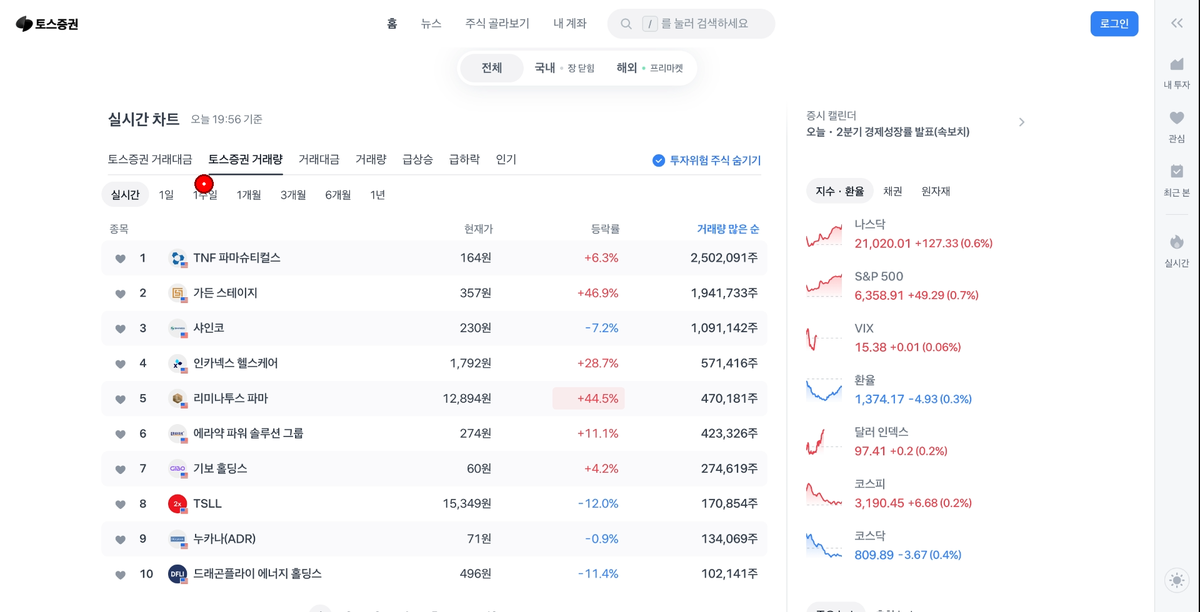 토스증권
홈 뉴스 주식 골라보기 내 계좌 / 를 눌러 검색하세요
로그인
전체 국내 장 닫힘 해외 프리마켓
실시간 차트 오늘 19:56 기준
토스증권 거래대금 토스증권 거래량 거래대금 거래량 급상승 급하락 인기
투자위험 주식 숨기기
실시간 1일 1주일 1개월 3개월 6개월 1년
종목 현재가 등락률 거래량 많은 순
1 TNF 파마슈티컬스 164원 +6.3% 2,502,091주
2 가든 스테이지 357원 +46.9% 1,941,733주
3 샤인코 230원 -7.2% 1,091,142주
4 인카넥스 헬스케어 1,792원 +28.7% 571,416주
5 리미나투스 파마 12,894원 +44.5% 470,181주
6 에라약 파워 솔루션 그룹 274원 +11.1% 423,326주
7 기보 홀딩스 60원 +4.2% 274,619주
8 2x TSLL 15,349원 -12.0% 170,854주
9 누카나(ADR) 71원 -0.9% 134,069주
10 DFLI 드래곤플라이 에너지 홀딩스 496원 -11.4% 102,141주
증시 캘린더
오늘 · 2분기 경제성장률 발표(속보치)
지수 · 환율 채권 원자재
나스닥
21,020.01 +127.33 (0.6%)
S&P 500
6,358.91 +49.29 (0.7%)
VIX
15.38 +0.01 (0.06%)
환율
1,374.17 -4.93 (0.3%)
달러 인덱스
97.41 +0.2 (0.2%)
코스피
3,190.45 +6.68 (0.2%)
코스닥
809.89 -3.67 (0.4%)
내 투자
관심
최근 본
실시간